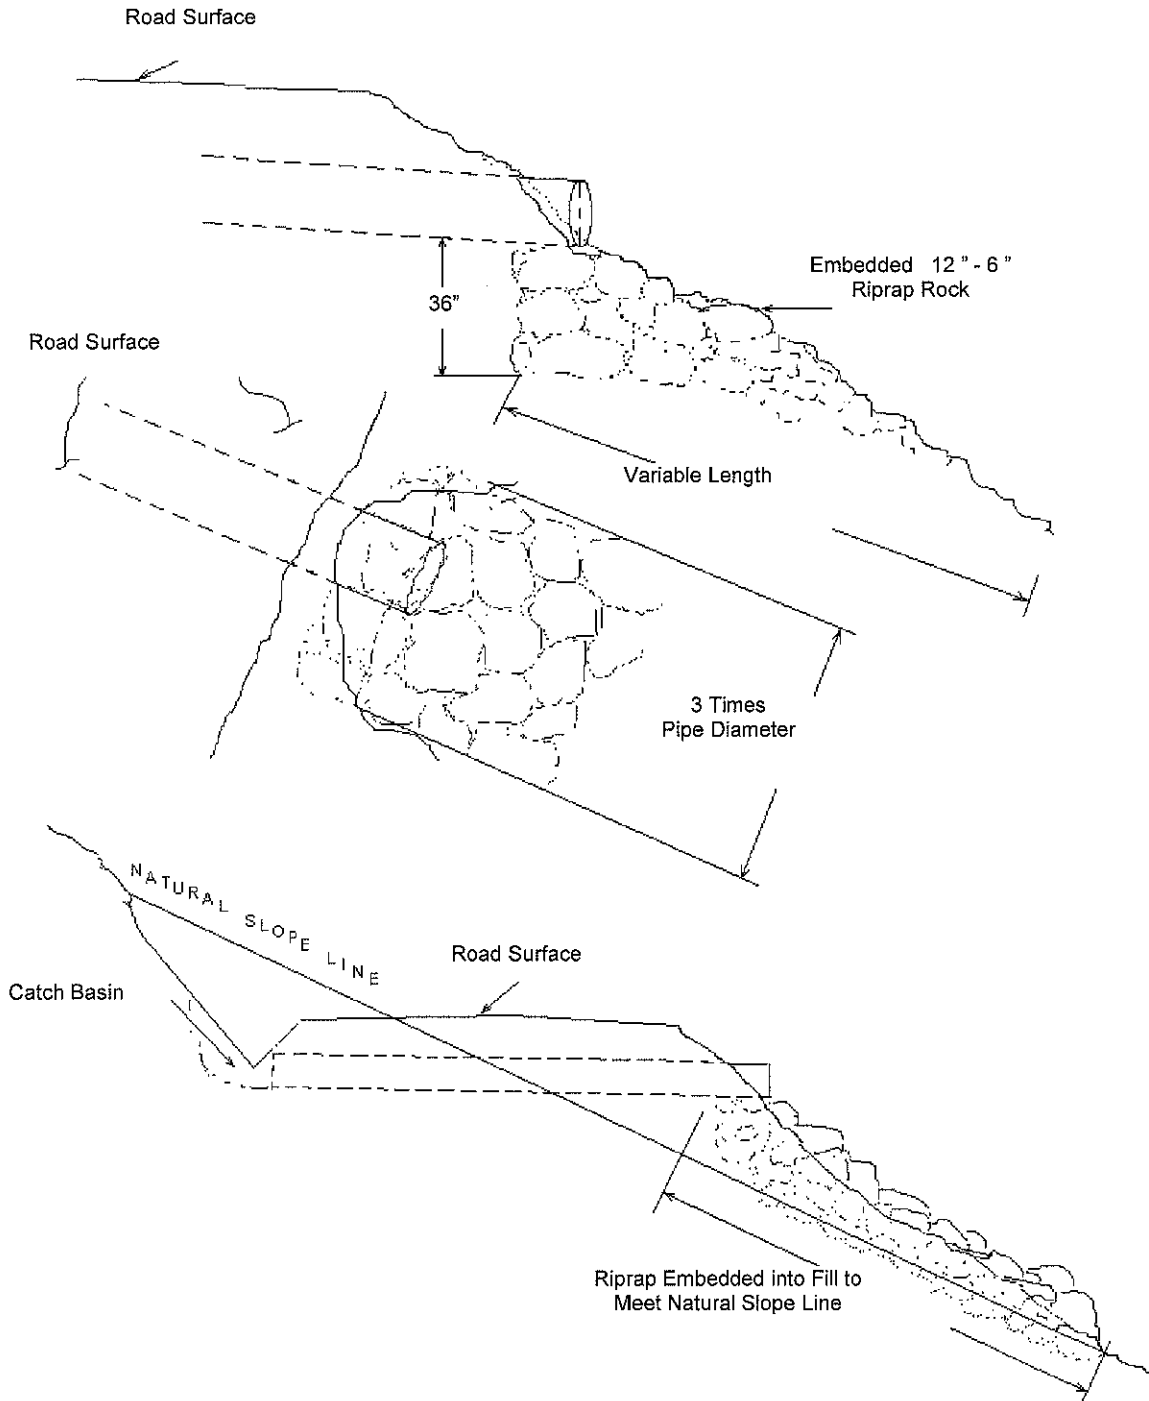 Road Surface
Embedded 12 " - 6 "
Riprap Rock
36"
Road Surface
Variable Length
3 Times
Pipe Diameter
NATURAL SLOPE LINE
Road Surface
Catch Basin
Riprap Embedded into Fill to
Meet Natural Slope Line